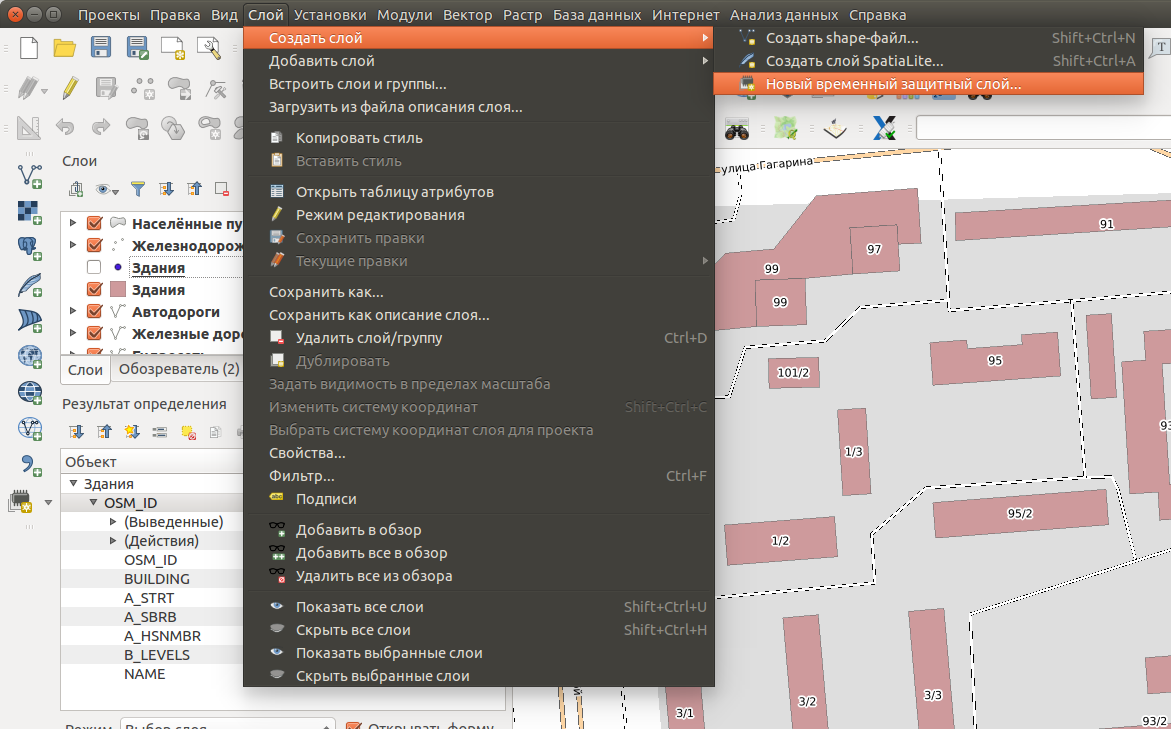 Проекты Правка Вид Слой Установки Модули Вектор Растр База данных Интернет Анализ данных Справка
Создать слой
Добавить слой
Встроить слои и группы...
Загрузить из файла описания слоя...
Копировать стиль
Вставить стиль
Открыть таблицу атрибутов
Режим редактирования
Сохранить правки
Текущие правки
Сохранить как...
Сохранить как описание слоя...
Удалить слой/группу Ctrl+D
Дублировать
Задать видимость в пределах масштаба
Изменить систему координат Shift+Ctrl+C
Выбрать систему координат слоя для проекта
Свойства...
Фильтр... Ctrl+F
Подписи
Добавить в обзор
Добавить все в обзор
Удалить все из обзора
Показать все слои Shift+Ctrl+U
Скрыть все слои Shift+Ctrl+H
Показать выбранные слои
Скрыть выбранные слои
Создать shape-файл... Shift+Ctrl+N
Создать слой SpatiaLite... Shift+Ctrl+A
Новый временный защитный слой...
T
Слои
Населённые пу
Железнодорож
Здания
Здания
Автодороги
Железные доро
Слои Обозреватель (2)
Результат определения
Объект
Здания
OSM_ID
(Выведенные)
(Действия)
OSM_ID
BUILDING
A_STRT
A_SBRB
A_HSNMBR
B_LEVELS
NAME
Режим Выбор слоя Открывать форму
улица Гагарина
91
97
99
99
95
101/2
93
1/3
95/2
1/2
3/3
3/2
3/1
93/2